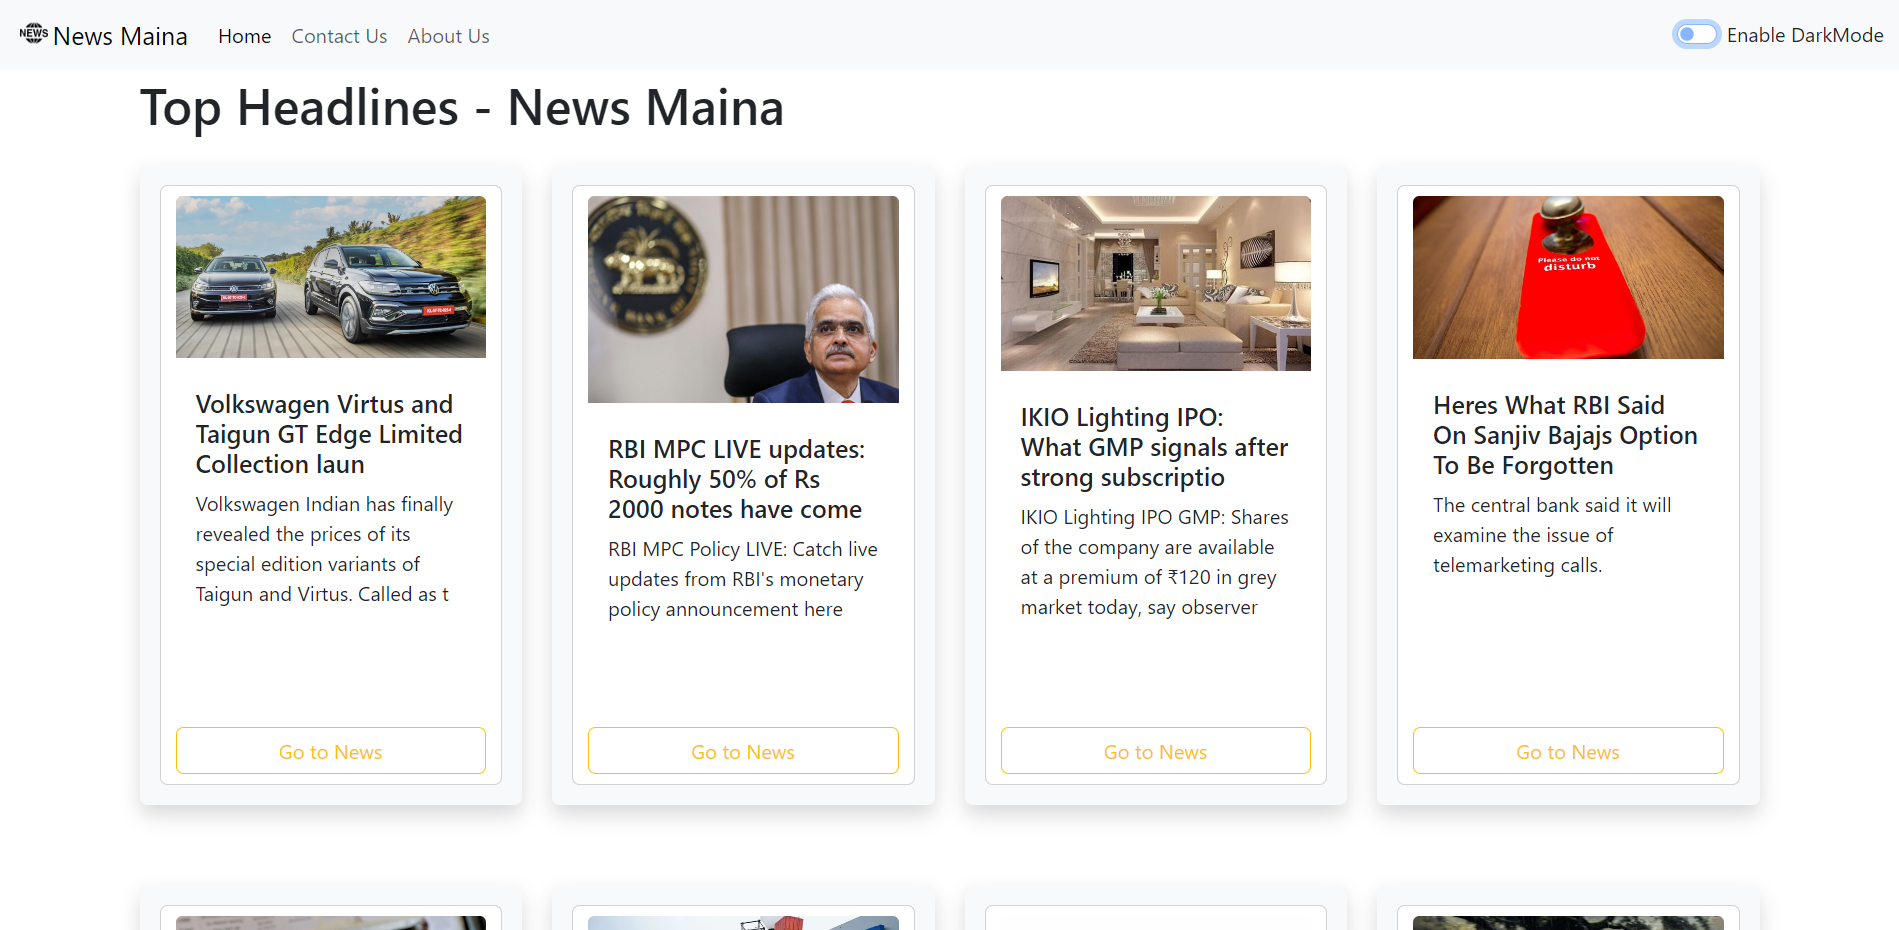 NEWS News Maina Home Contact Us About Us Enable DarkMode
Top Headlines - News Maina
Please do not
disturb
Volkswagen Virtus and
Taigun GT Edge Limited
Collection laun
Volkswagen Indian has finally
revealed the prices of its
special edition variants of
Taigun and Virtus. Called as t
Go to News
RBI MPC LIVE updates:
Roughly 50% of Rs
2000 notes have come
RBI MPC Policy LIVE: Catch live
updates from RBI's monetary
policy announcement here
Go to News
IKIO Lighting IPO:
What GMP signals after
strong subscriptio
IKIO Lighting IPO GMP: Shares
of the company are available
at a premium of ₹120 in grey
market today, say observer
Go to News
Heres What RBI Said
On Sanjiv Bajajs Option
To Be Forgotten
The central bank said it will
examine the issue of
telemarketing calls.
Go to News